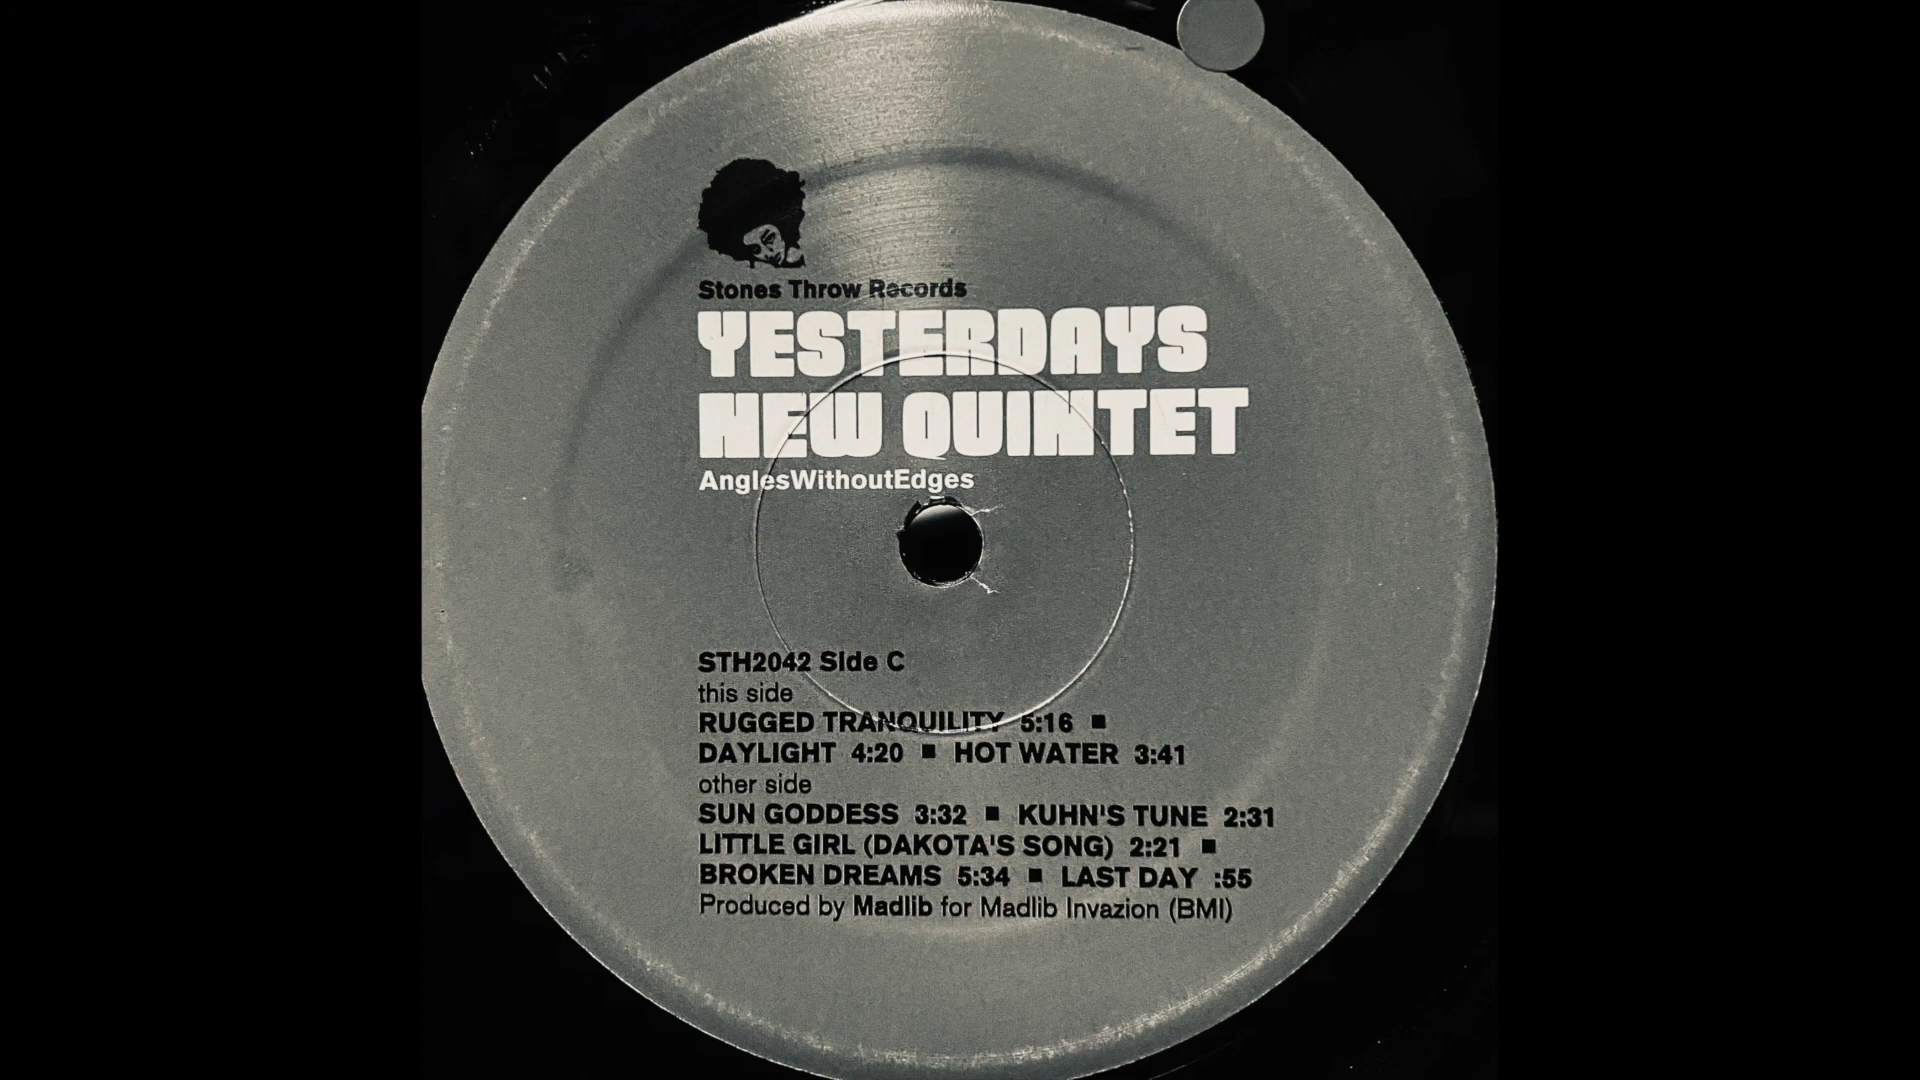 Stones Throw Records
YESTERDAYS
NEW QUINTET
AnglesWithoutEdges
STH2042 Side C
this side
RUGGED TRANQUILITY 5:16 ■
DAYLIGHT 4:20 ■ HOT WATER 3:41
other side
SUN GODDESS 3:32 ■ KUHN'S TUNE 2:31
LITTLE GIRL (DAKOTA'S SONG) 2:21 ■
BROKEN DREAMS 5:34 ■ LAST DAY :55
Produced by Madlib for Madlib Invazion (BMI)